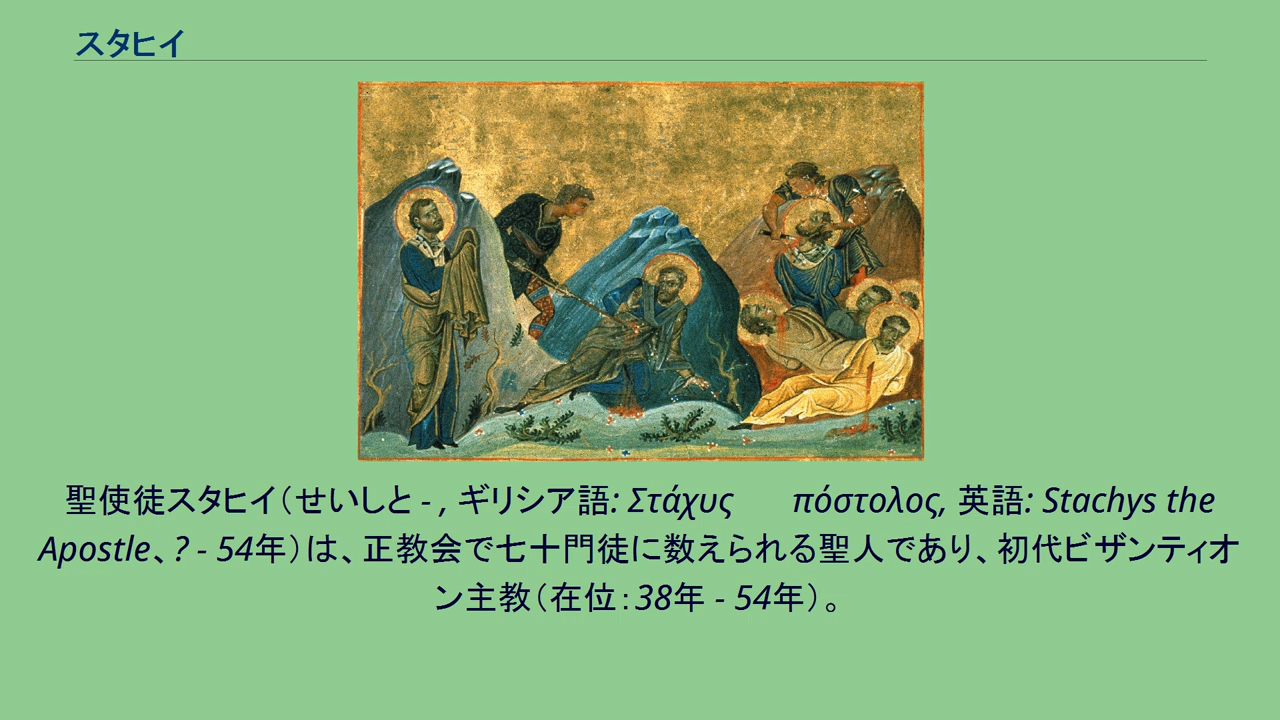 スタヒイ
聖使徒スタヒイ（せいしと - , ギリシア語: Στάχυς　πόστολος, 英語: Stachys the
Apostle、? - 54年）は、正教会で七十門徒に数えられる聖人であり、初代ビザンティオ
ン主教（在位：38年 - 54年）。